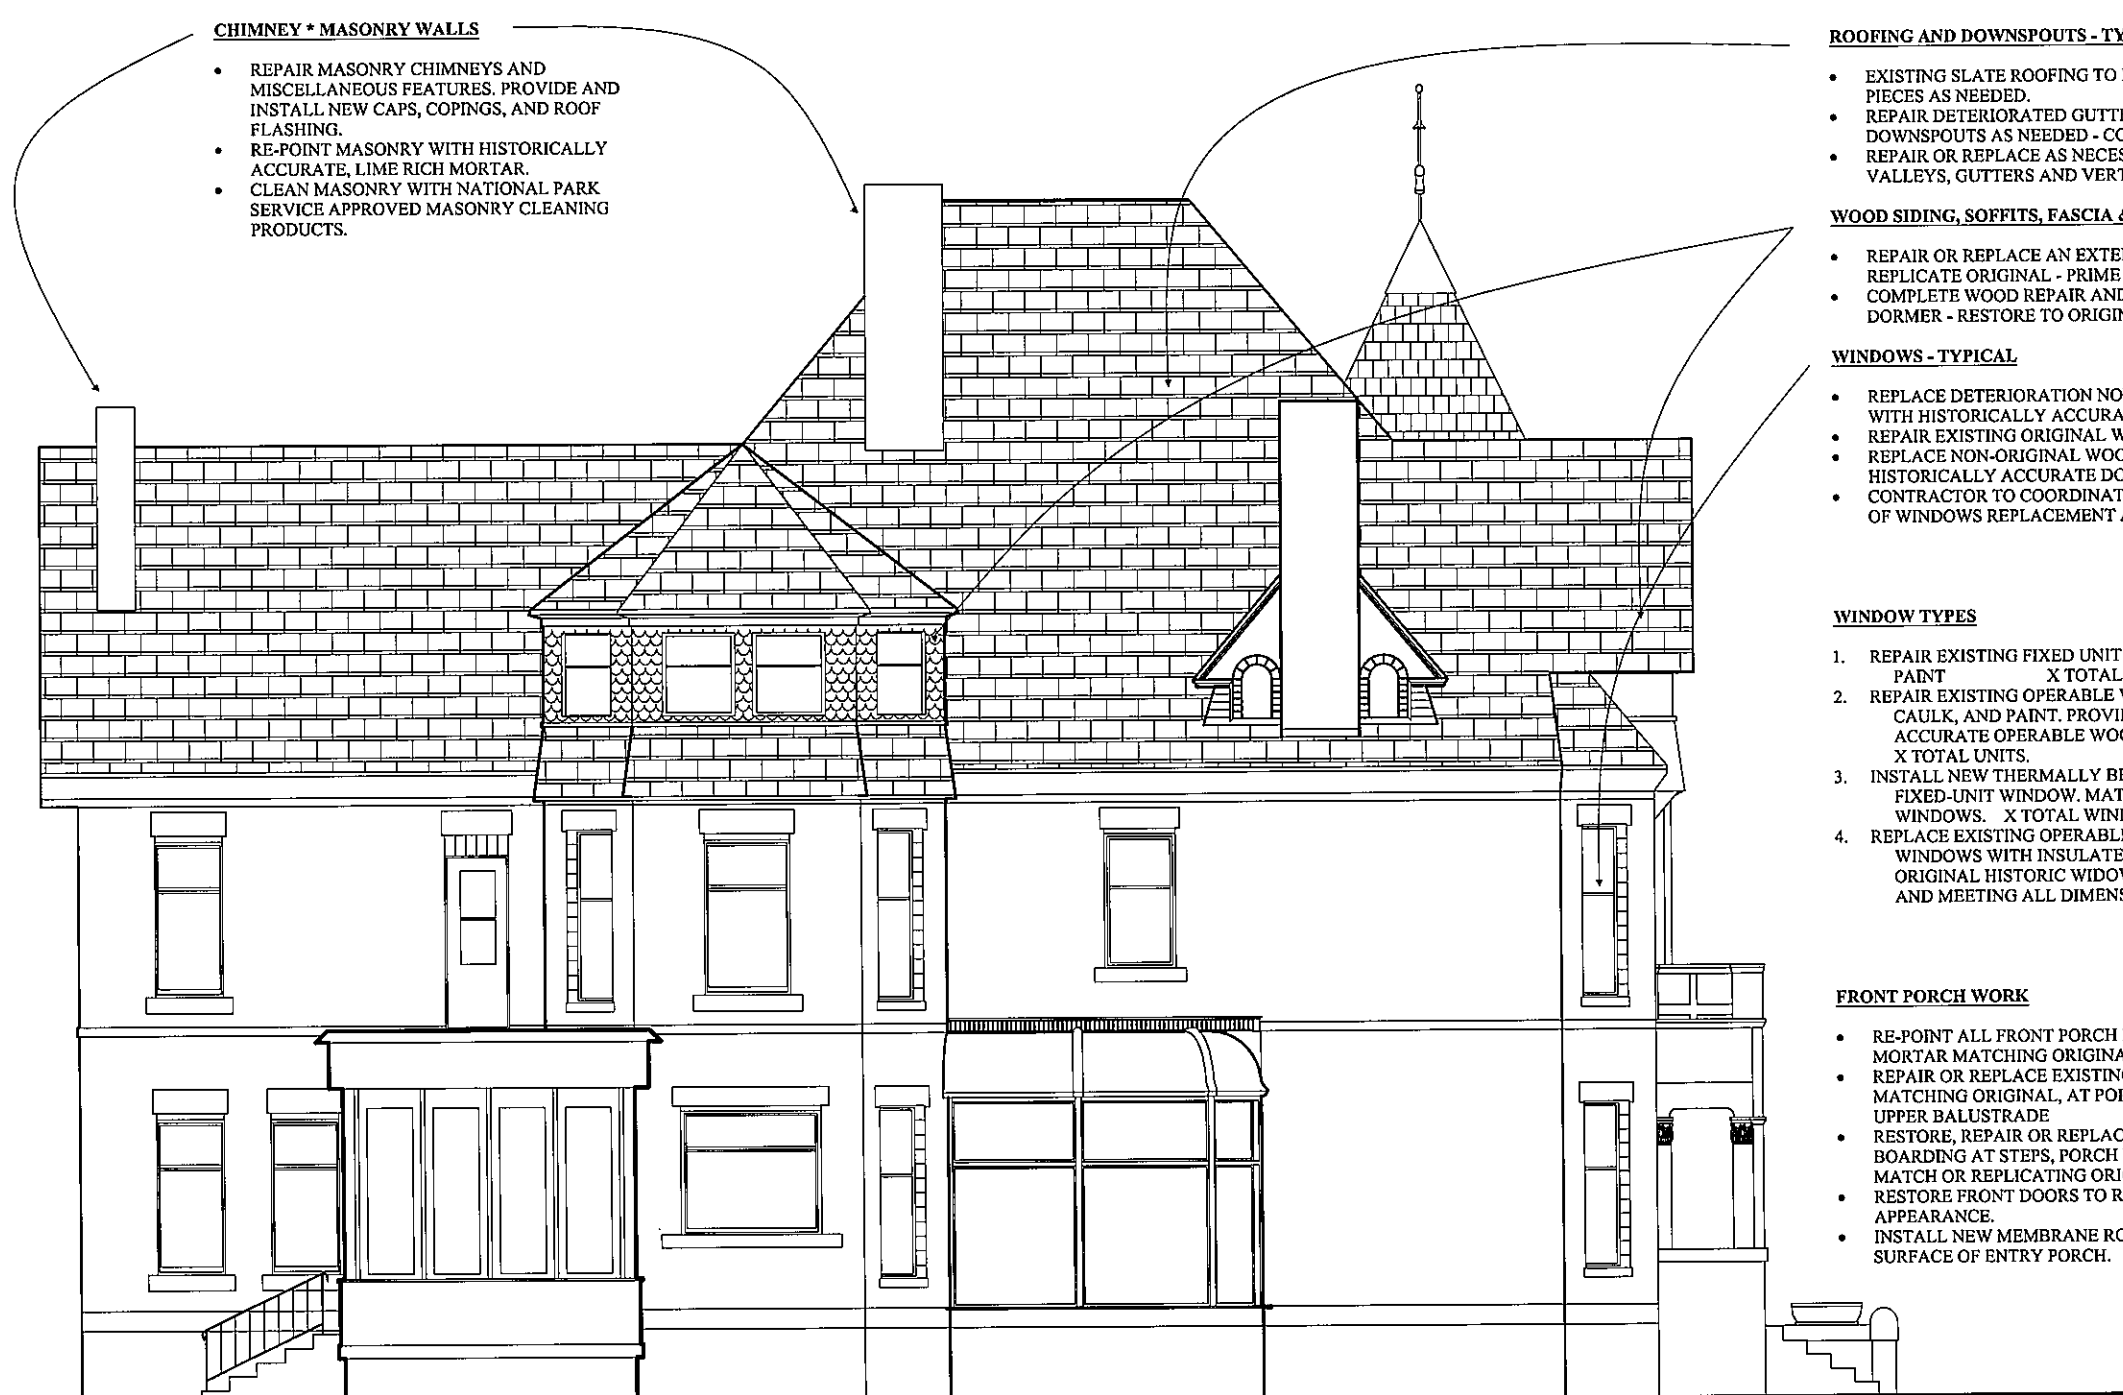 CHIMNEY * MASONRY WALLS
• REPAIR MASONRY CHIMNEYS AND
MISCELLANEOUS FEATURES. PROVIDE AND
INSTALL NEW CAPS, COPINGS, AND ROOF
FLASHING.
• RE-POINT MASONRY WITH HISTORICALLY
ACCURATE, LIME RICH MORTAR.
• CLEAN MASONRY WITH NATIONAL PARK
SERVICE APPROVED MASONRY CLEANING
PRODUCTS.
ROOFING AND DOWNSPOUTS - TY
• EXISTING SLATE ROOFING TO
PIECES AS NEEDED.
• REPAIR DETERIORATED GUTT
DOWNSPOUTS AS NEEDED - CO
• REPAIR OR REPLACE AS NECES
VALLEYS, GUTTERS AND VERT
WOOD SIDING, SOFFITS, FASCIA &
• REPAIR OR REPLACE AN EXTE
REPLICATE ORIGINAL - PRIME
• COMPLETE WOOD REPAIR AND
DORMER - RESTORE TO ORIGIN
WINDOWS - TYPICAL
• REPLACE DETERIORATION NO
WITH HISTORICALLY ACCURA
• REPAIR EXISTING ORIGINAL W
• REPLACE NON-ORIGINAL WOO
HISTORICALLY ACCURATE DO
• CONTRACTOR TO COORDINAT
OF WINDOWS REPLACEMENT A
WINDOW TYPES
1. REPAIR EXISTING FIXED UNIT
PAINT X TOTAL
2. REPAIR EXISTING OPERABLE
CAULK, AND PAINT. PROVI
ACCURATE OPERABLE WOO
X TOTAL UNITS.
3. INSTALL NEW THERMALLY B
FIXED-UNIT WINDOW. MAT
WINDOWS. X TOTAL WIN
4. REPLACE EXISTING OPERABLE
WINDOWS WITH INSULATE
ORIGINAL HISTORIC WIDOW
AND MEETING ALL DIMENS
FRONT PORCH WORK
• RE-POINT ALL FRONT PORCH
MORTAR MATCHING ORIGINA
• REPAIR OR REPLACE EXISTING
MATCHING ORIGINAL, AT POI
UPPER BALUSTRADE
• RESTORE, REPAIR OR REPLAC
BOARDING AT STEPS, PORCH
MATCH OR REPLICATING ORI
• RESTORE FRONT DOORS TO R
APPEARANCE.
• INSTALL NEW MEMBRANE RO
SURFACE OF ENTRY PORCH.